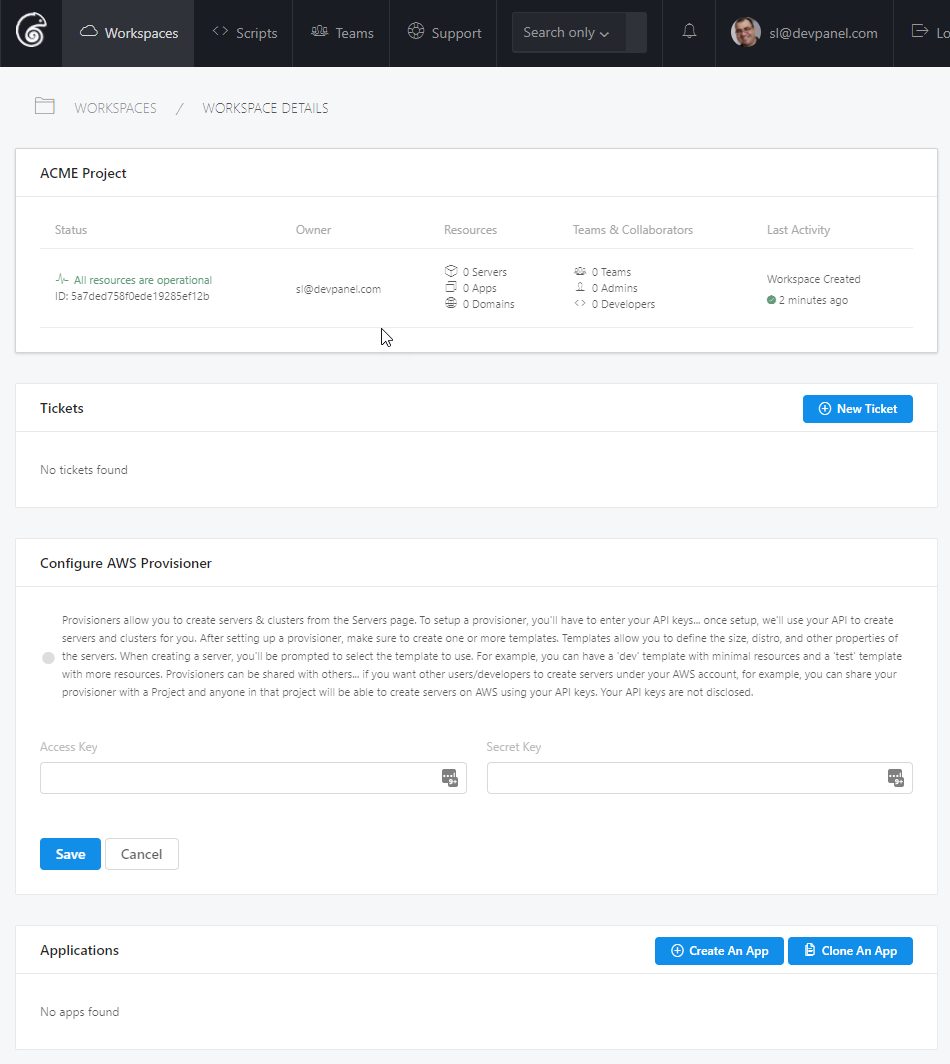 Workspaces Scripts Teams Support Search only sl@devpanel.com Lo
WORKSPACES / WORKSPACE DETAILS
ACME Project
Status Owner Resources Teams & Collaborators Last Activity
All resources are operational
ID: 5a7ded758f0ede19285ef12b
sl@devpanel.com
0 Servers
0 Apps
0 Domains
0 Teams
0 Admins
0 Developers
Workspace Created
2 minutes ago
Tickets
New Ticket
No tickets found
Configure AWS Provisioner
Provisioners allow you to create servers & clusters from the Servers page. To setup a provisioner, you'll have to enter your API keys... once setup, we'll use your API to create
servers and clusters for you. After setting up a provisioner, make sure to create one or more templates. Templates allow you to define the size, distro, and other properties of
the servers. When creating a server, you'll be prompted to select the template to use. For example, you can have a 'dev' template with minimal resources and a 'test' template
with more resources. Provisioners can be shared with others... if you want other users/developers to create servers under your AWS account, for example, you can share your
provisioner with a Project and anyone in that project will be able to create servers on AWS using your API keys. Your API keys are not disclosed.
Access Key Secret Key
9+ 9+
Save Cancel
Applications
Create An App Clone An App
No apps found